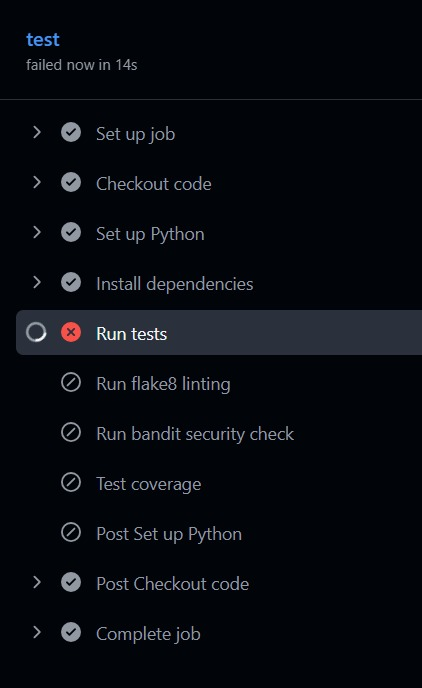 test
failed now in 14s
Set up job
Checkout code
Set up Python
Install dependencies
Run tests
Run flake8 linting
Run bandit security check
Test coverage
Post Set up Python
Post Checkout code
Complete job